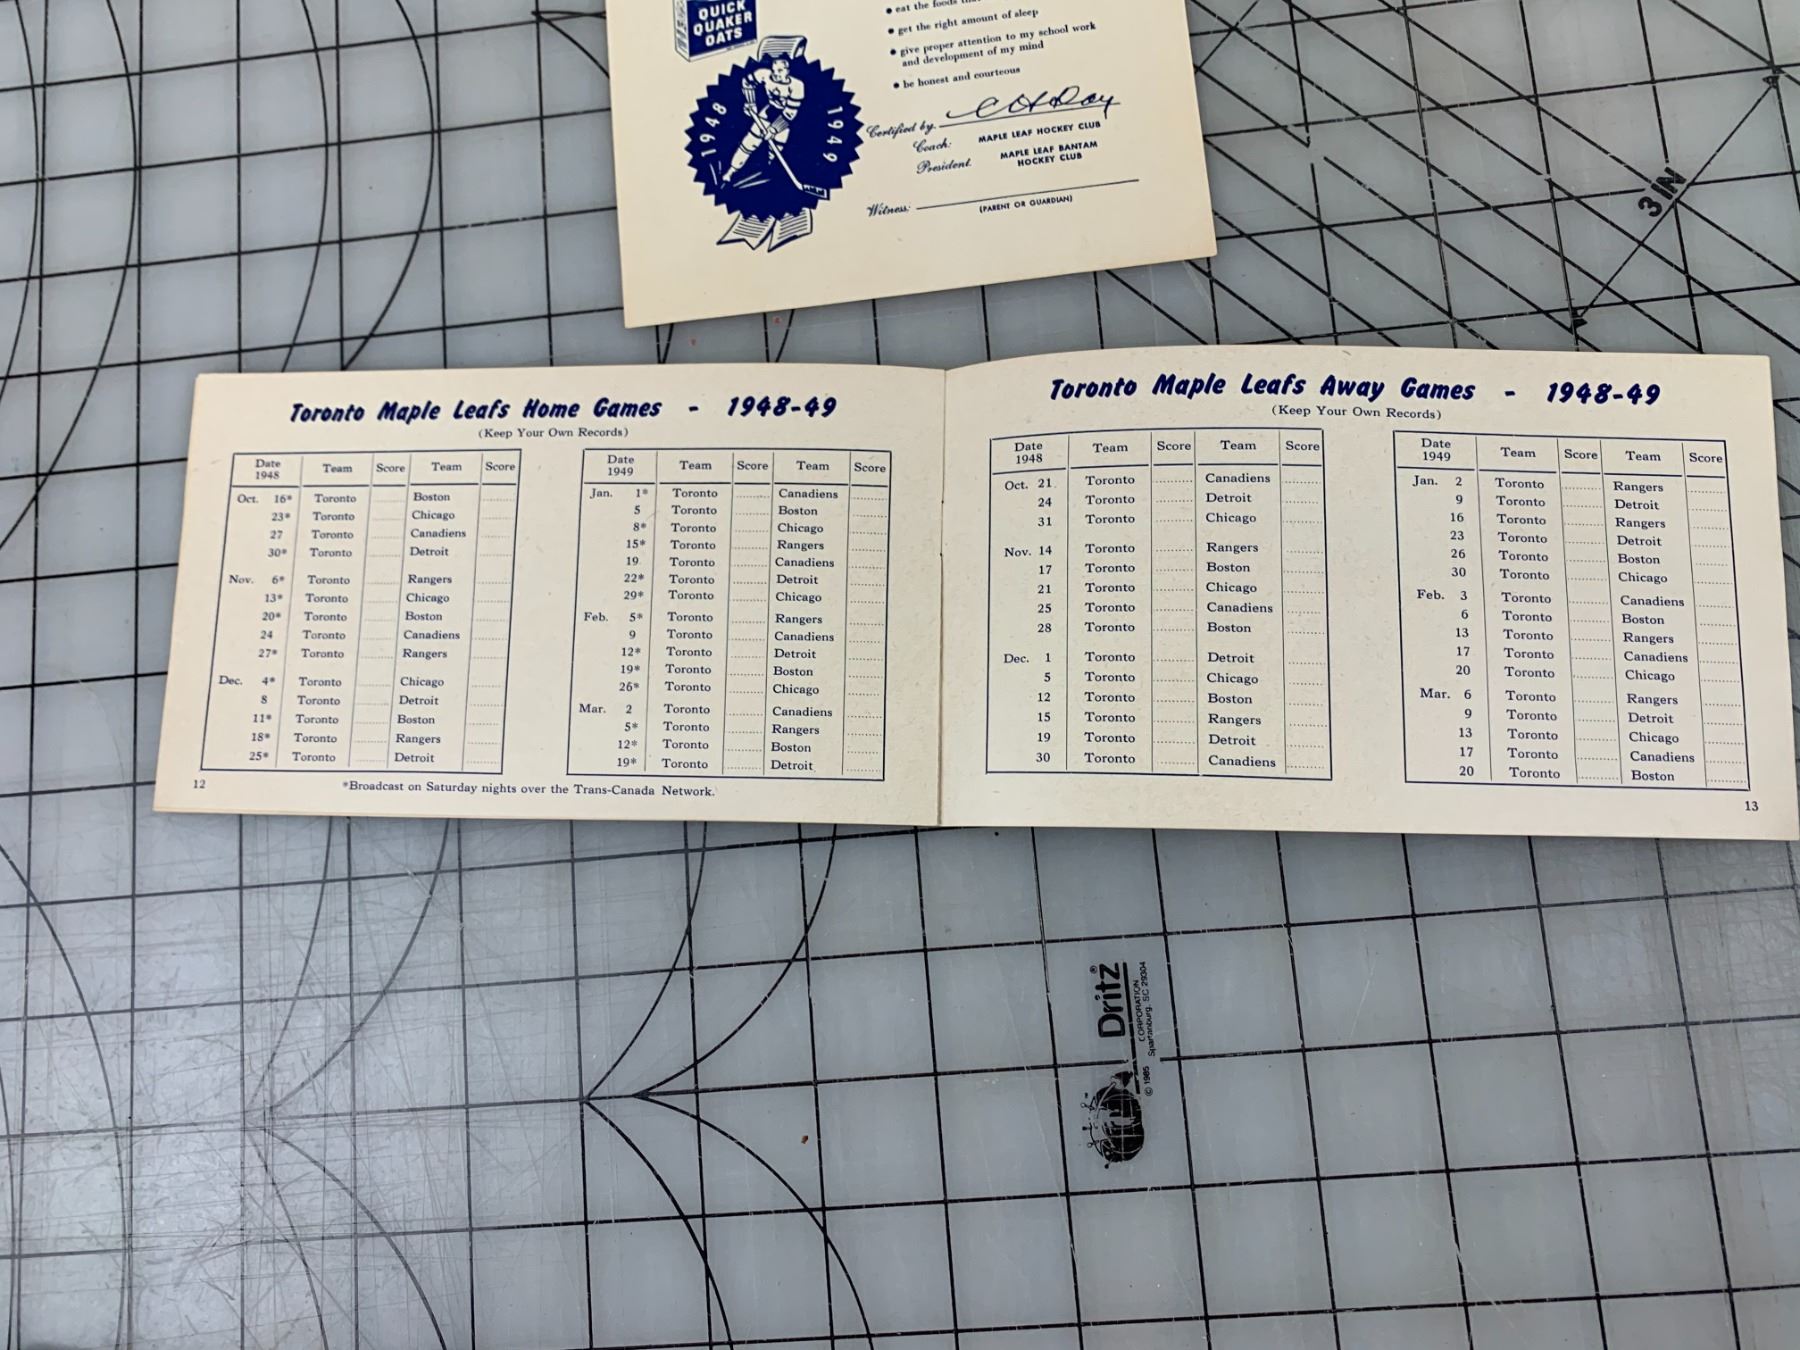 QUICK
QUAKER
OATS
1948
1949
• eat the foods
• get the right amount of sleep
• give proper attention to my school work
and development of my mind
• be honest and courteous
Certified by C H Day
Coach: MAPLE LEAF HOCKEY CLUB
President. MAPLE LEAF BANTAM
HOCKEY CLUB
Witness:
(PARENT OR GUARDIAN)
3 IN
Toronto Maple Leafs Home Games - 1948-49
(Keep Your Own Records)
Date 1948 Team Score Team Score
Oct. 16* Toronto Boston
23* Toronto Chicago
27 Toronto Canadiens
30* Toronto Detroit
Nov. 6* Toronto Rangers
13* Toronto Chicago
20* Toronto Boston
24 Toronto Canadiens
27* Toronto Rangers
Dec. 4* Toronto Chicago
8 Toronto Detroit
11* Toronto Boston
18* Toronto Rangers
25* Toronto Detroit
Date 1949 Team Score Team Score
Jan. 1* Toronto Canadiens
5 Toronto Boston
8* Toronto Chicago
15* Toronto Rangers
19 Toronto Canadiens
22* Toronto Detroit
29* Toronto Chicago
Feb. 5* Toronto Rangers
9 Toronto Canadiens
12* Toronto Detroit
19* Toronto Boston
26* Toronto Chicago
Mar. 2 Toronto Canadiens
5* Toronto Rangers
12* Toronto Boston
19* Toronto Detroit
12
*Broadcast on Saturday nights over the Trans-Canada Network.
Toronto Maple Leafs Away Games - 1948-49
(Keep Your Own Records)
Date 1948 Team Score Team Score
Oct. 21 Toronto Canadiens
24 Toronto Detroit
31 Toronto Chicago
Nov. 14 Toronto Rangers
17 Toronto Boston
21 Toronto Chicago
25 Toronto Canadiens
28 Toronto Boston
Dec. 1 Toronto Detroit
5 Toronto Chicago
12 Toronto Boston
15 Toronto Rangers
19 Toronto Detroit
30 Toronto Canadiens
Date 1949 Team Score Team Score
Jan. 2 Toronto Rangers
9 Toronto Detroit
16 Toronto Rangers
23 Toronto Detroit
26 Toronto Boston
30 Toronto Chicago
Feb. 3 Toronto Canadiens
6 Toronto Boston
13 Toronto Rangers
17 Toronto Canadiens
20 Toronto Chicago
Mar. 6 Toronto Rangers
9 Toronto Detroit
13 Toronto Chicago
17 Toronto Canadiens
20 Toronto Boston
13
Dritz®
CORPORATION
Spartanburg, SC 29304
© 1985